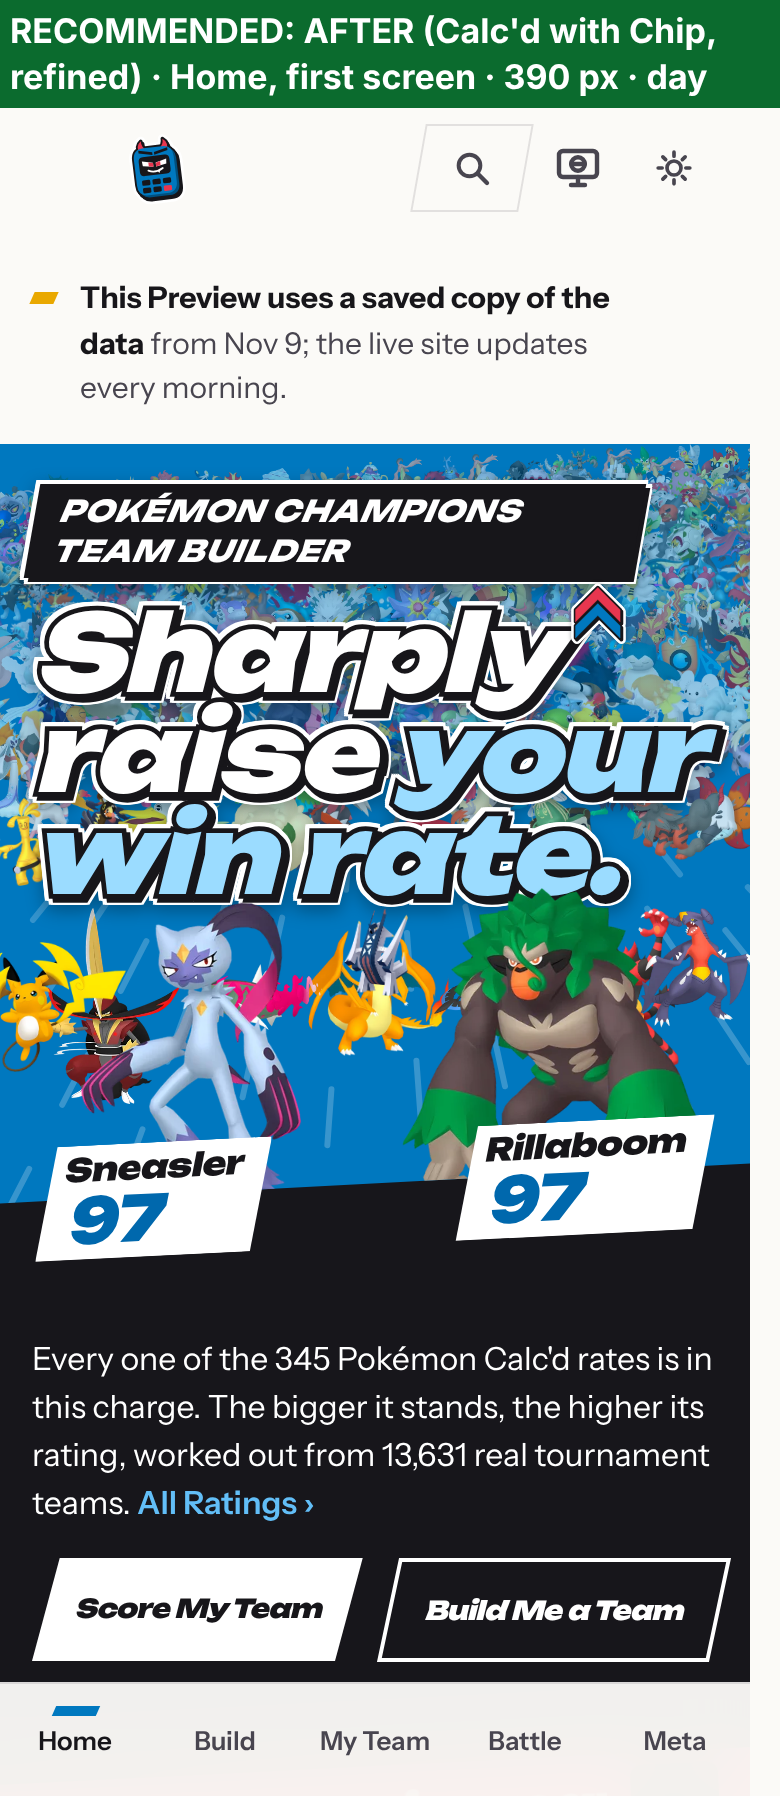 RECOMMENDED: AFTER (Calc'd with Chip,
refined) · Home, first screen · 390 px · day
This Preview uses a saved copy of the
data from Nov 9; the live site updates
every morning.
POKÉMON CHAMPIONS
TEAM BUILDER
Sharply
raise your
win rate.
Sneasler
97
Rillaboom
97
Every one of the 345 Pokémon Calc'd rates is in
this charge. The bigger it stands, the higher its
rating, worked out from 13,631 real tournament
teams. All Ratings ›
Score My Team
Build Me a Team
Home
Build
My Team
Battle
Meta